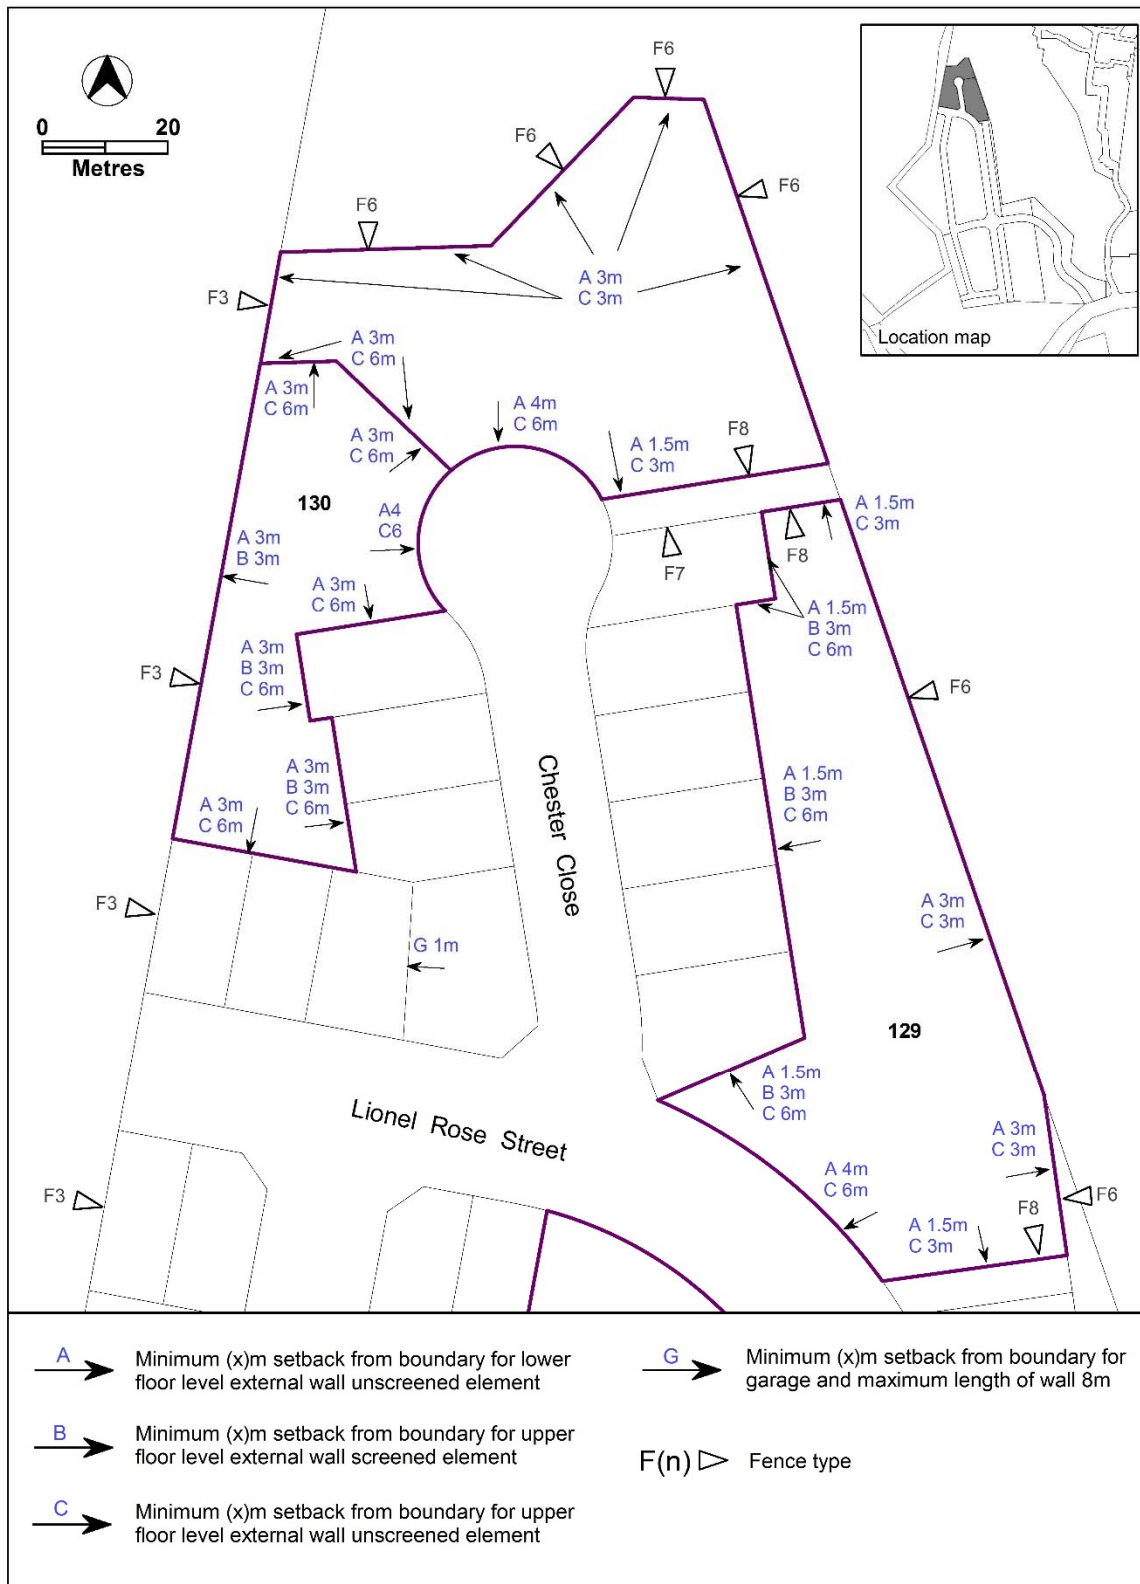 F6
0 20
Metres
F6
F6
F6
A 3m
C 3m
F3
Location map
A 3m
C 6m
A 3m
C 6m
A 4m
C 6m
A 3m
C 6m
A 1.5m
C 3m
F8
130
A4
C6
A 1.5m
C 3m
F8
F7
A 3m
B 3m
A 3m
C 6m
A 1.5m
B 3m
C 6m
A 3m
B 3m
C 6m
F3
F6
Chester Close
A 3m
B 3m
C 6m
A 1.5m
B 3m
C 6m
A 3m
C 6m
F3
A 3m
C 3m
G 1m
129
A 1.5m
B 3m
C 6m
Lionel Rose Street
A 3m
C 3m
A 4m
C 6m
F3
F6
F8
A 1.5m
C 3m
A
Minimum (x)m setback from boundary for lower
floor level external wall unscreened element
B
Minimum (x)m setback from boundary for upper
floor level external wall screened element
C
Minimum (x)m setback from boundary for upper
floor level external wall unscreened element
G
Minimum (x)m setback from boundary for
garage and maximum length of wall 8m
F(n) Fence type